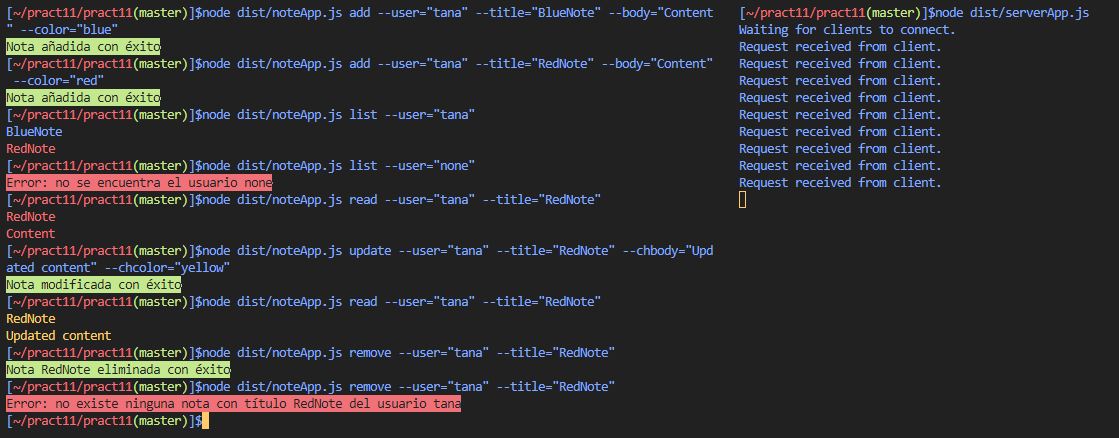 [~/pract11/pract11(master)]$node dist/noteApp.js add --user="tana" --title="BlueNote" --body="Content
" --color="blue"
Nota añadida con éxito
[~/pract11/pract11(master)]$node dist/noteApp.js add --user="tana" --title="RedNote" --body="Content"
 --color="red"
Nota añadida con éxito
[~/pract11/pract11(master)]$node dist/noteApp.js list --user="tana"
BlueNote
RedNote
[~/pract11/pract11(master)]$node dist/noteApp.js list --user="none"
Error: no se encuentra el usuario none
[~/pract11/pract11(master)]$node dist/noteApp.js read --user="tana" --title="RedNote"
RedNote
Content
[~/pract11/pract11(master)]$node dist/noteApp.js update --user="tana" --title="RedNote" --chbody="Upd
ated content" --chcolor="yellow"
Nota modificada con éxito
[~/pract11/pract11(master)]$node dist/noteApp.js read --user="tana" --title="RedNote"
RedNote
Updated content
[~/pract11/pract11(master)]$node dist/noteApp.js remove --user="tana" --title="RedNote"
Nota RedNote eliminada con éxito
[~/pract11/pract11(master)]$node dist/noteApp.js remove --user="tana" --title="RedNote"
Error: no existe ninguna nota con título RedNote del usuario tana
[~/pract11/pract11(master)]$
[~/pract11/pract11(master)]$node dist/serverApp.js
Waiting for clients to connect.
Request received from client.
Request received from client.
Request received from client.
Request received from client.
Request received from client.
Request received from client.
Request received from client.
Request received from client.
Request received from client.